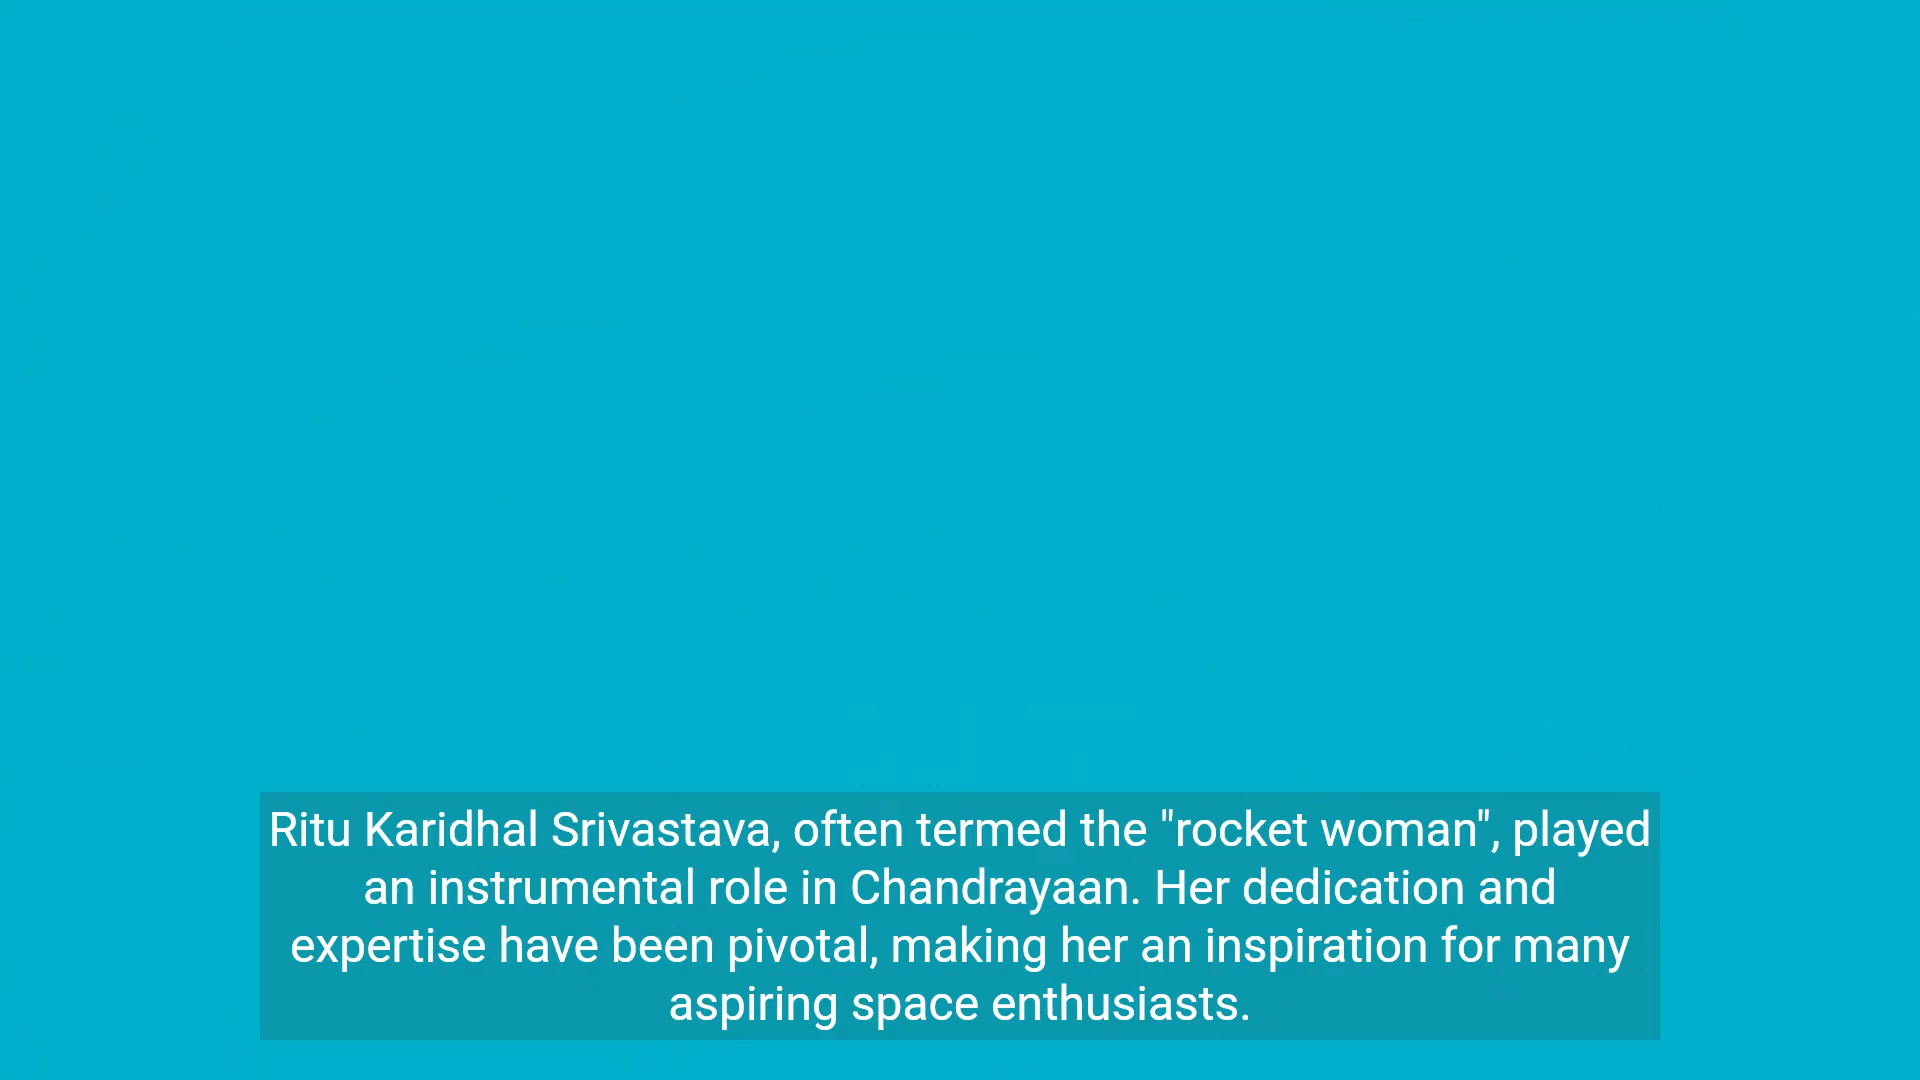 Ritu Karidhal Srivastava, often termed the "rocket woman", played
an instrumental role in Chandrayaan. Her dedication and
expertise have been pivotal, making her an inspiration for many
aspiring space enthusiasts.